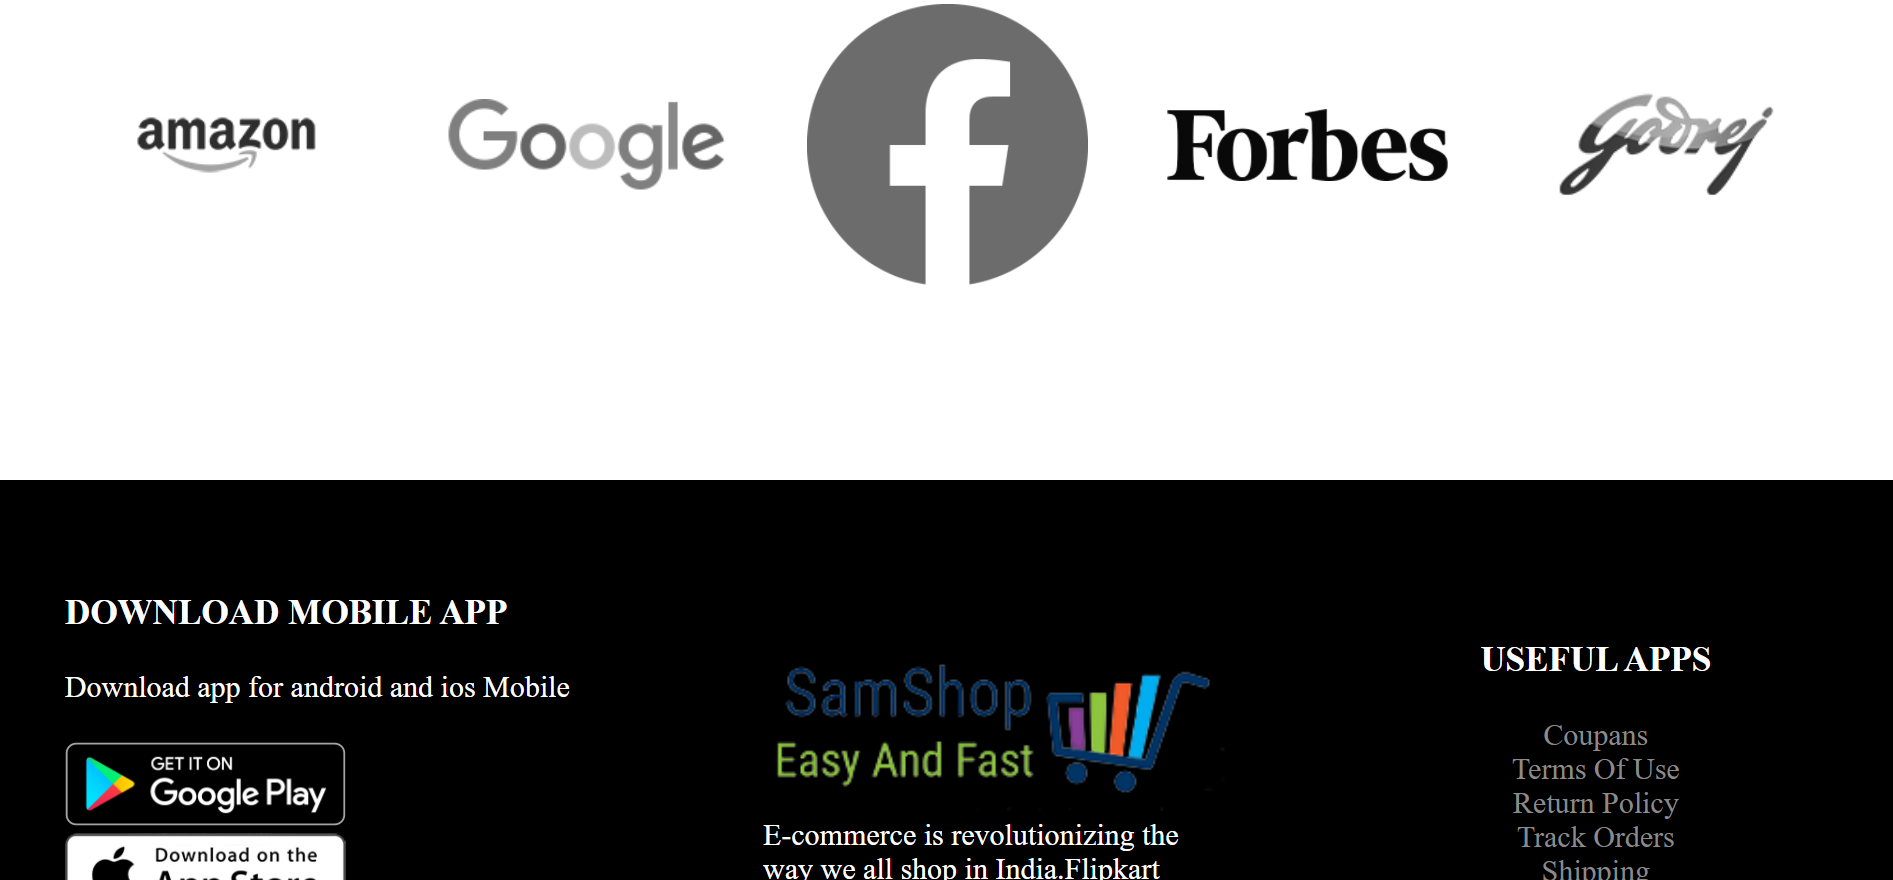 amazon
Google
Forbes
Godrej
DOWNLOAD MOBILE APP
Download app for android and ios Mobile
GET IT ON
Google Play
Download on the
App Store
SamShop
Easy And Fast
E-commerce is revolutionizing the
way we all shop in India.Flipkart
USEFUL APPS
Coupans
Terms Of Use
Return Policy
Track Orders
Shipping